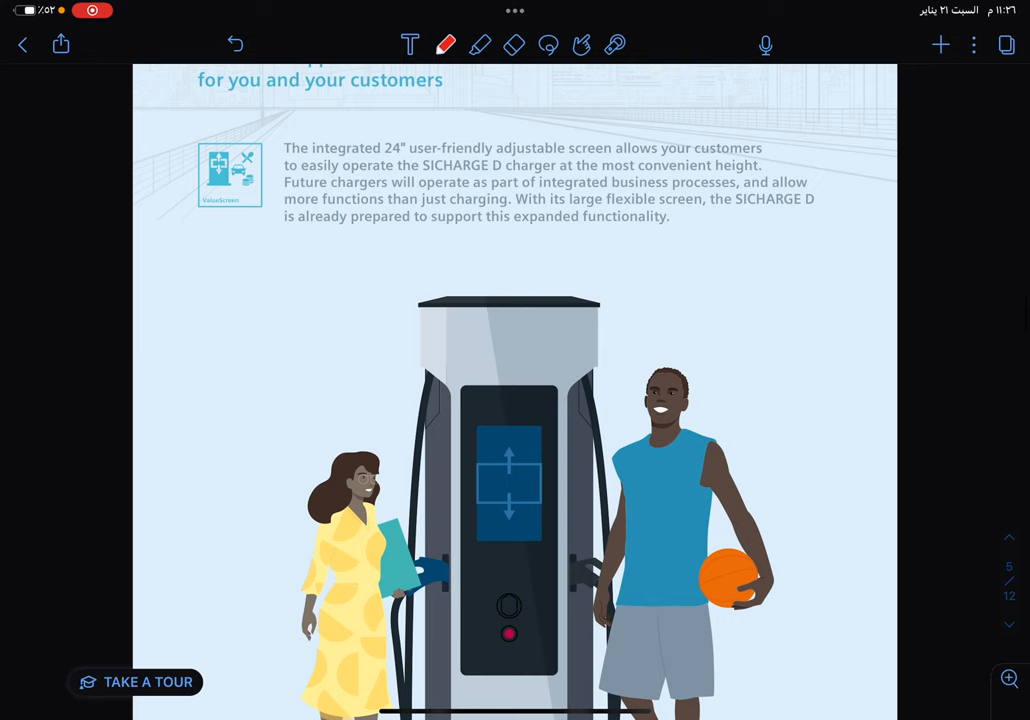 ٪٥٢
١١:٢٦ م السبت ٢١ يناير
for you and your customers
The integrated 24" user-friendly adjustable screen allows your customers
to easily operate the SICHARGE D charger at the most convenient height.
Future chargers will operate as part of integrated business processes, and allow
more functions than just charging. With its large flexible screen, the SICHARGE D
is already prepared to support this expanded functionality.
ValueScreen
5
/
12
TAKE A TOUR